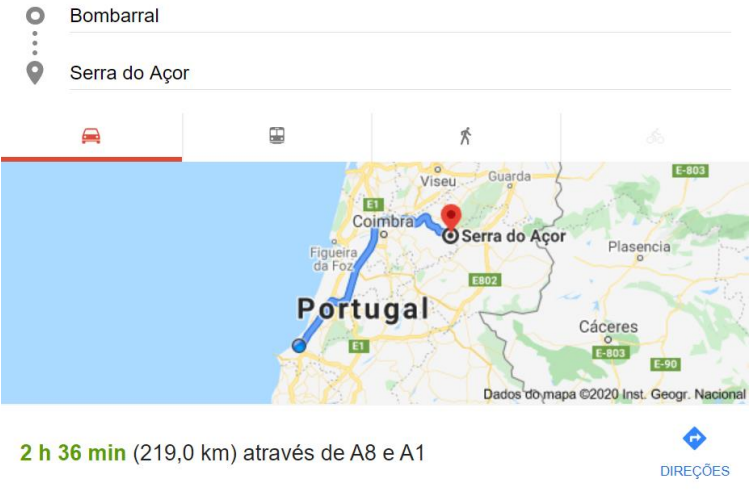 Bombarral
Serra do Açor
Viseu
Guarda
E-803
E1
Coimbra
Serra do Açor
Figueira
da Foz
Plasencia
E802
Portugal
Cáceres
E1
E-803
E-90
Dados do mapa ©2020 Inst. Geogr. Nacional
2 h 36 min (219,0 km) através de A8 e A1
DIREÇÕES